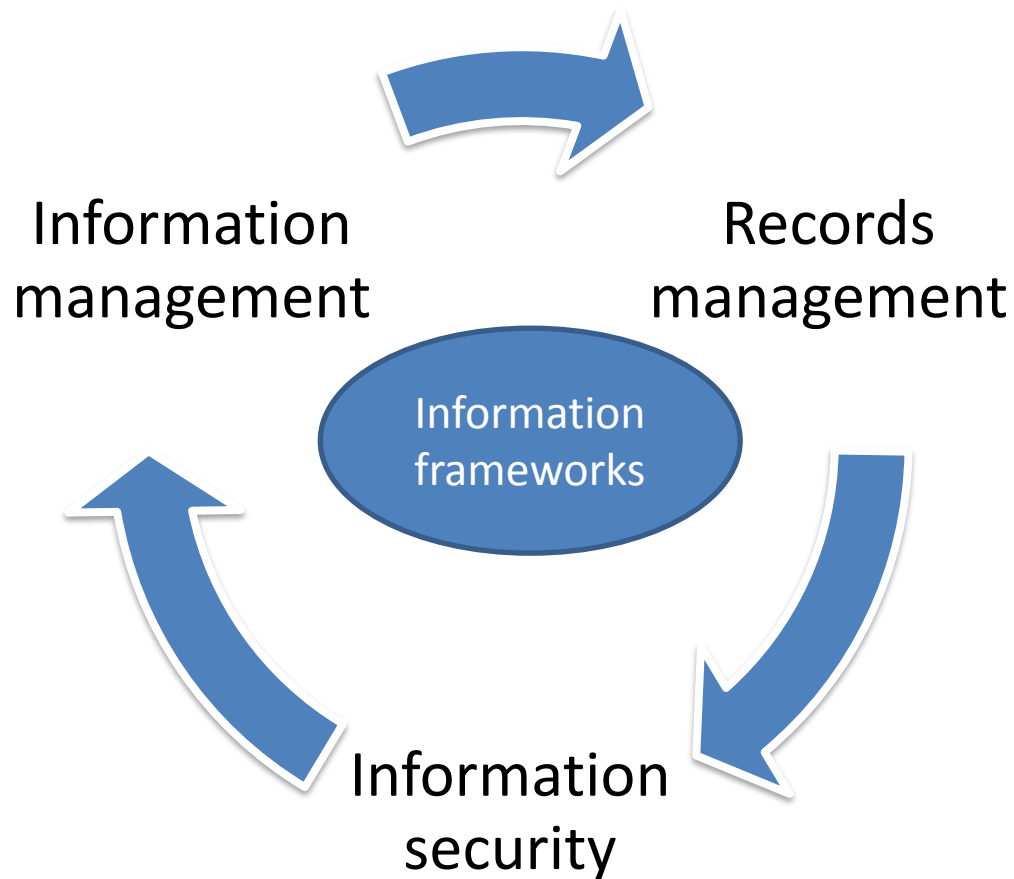 Information
management
Records
management
Information
frameworks
Information
security